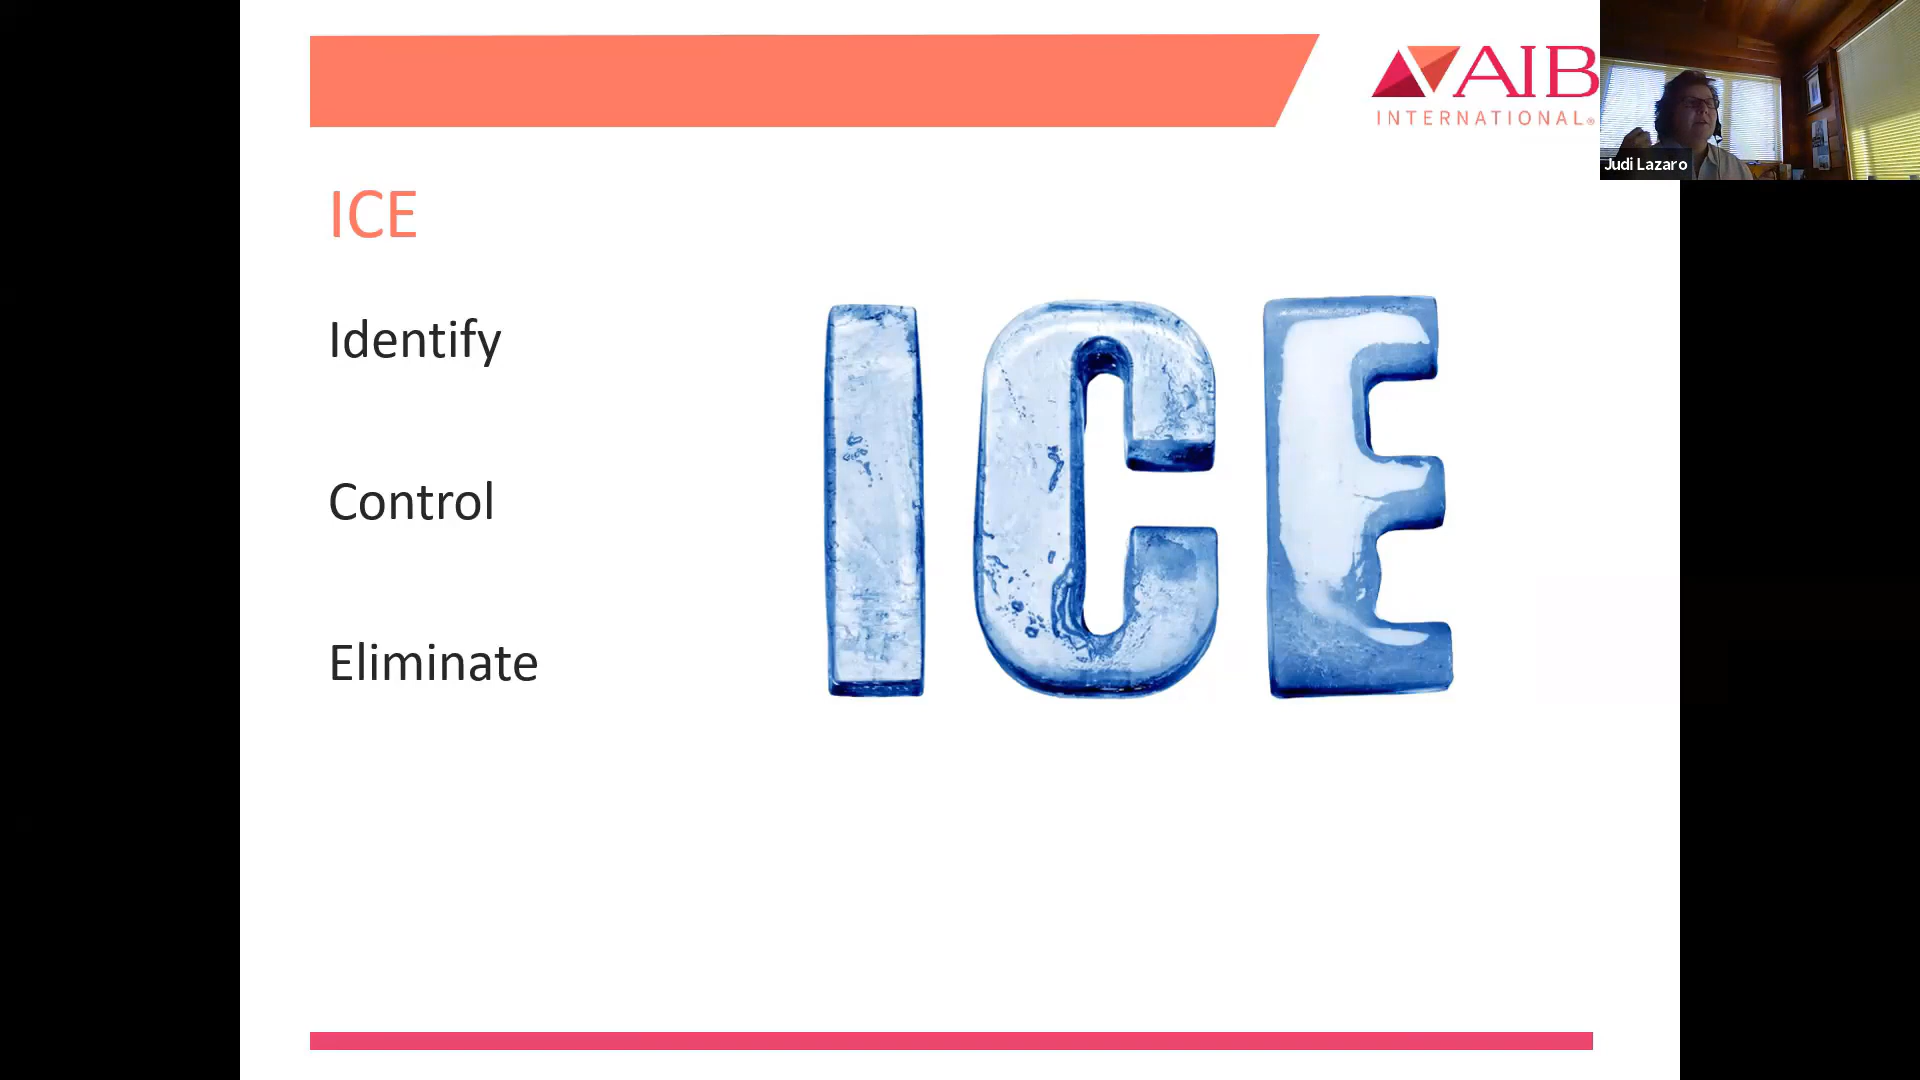 AIB
INTERNATIONAL®
Judi Lazaro
ICE
Identify
Control
Eliminate
ICE